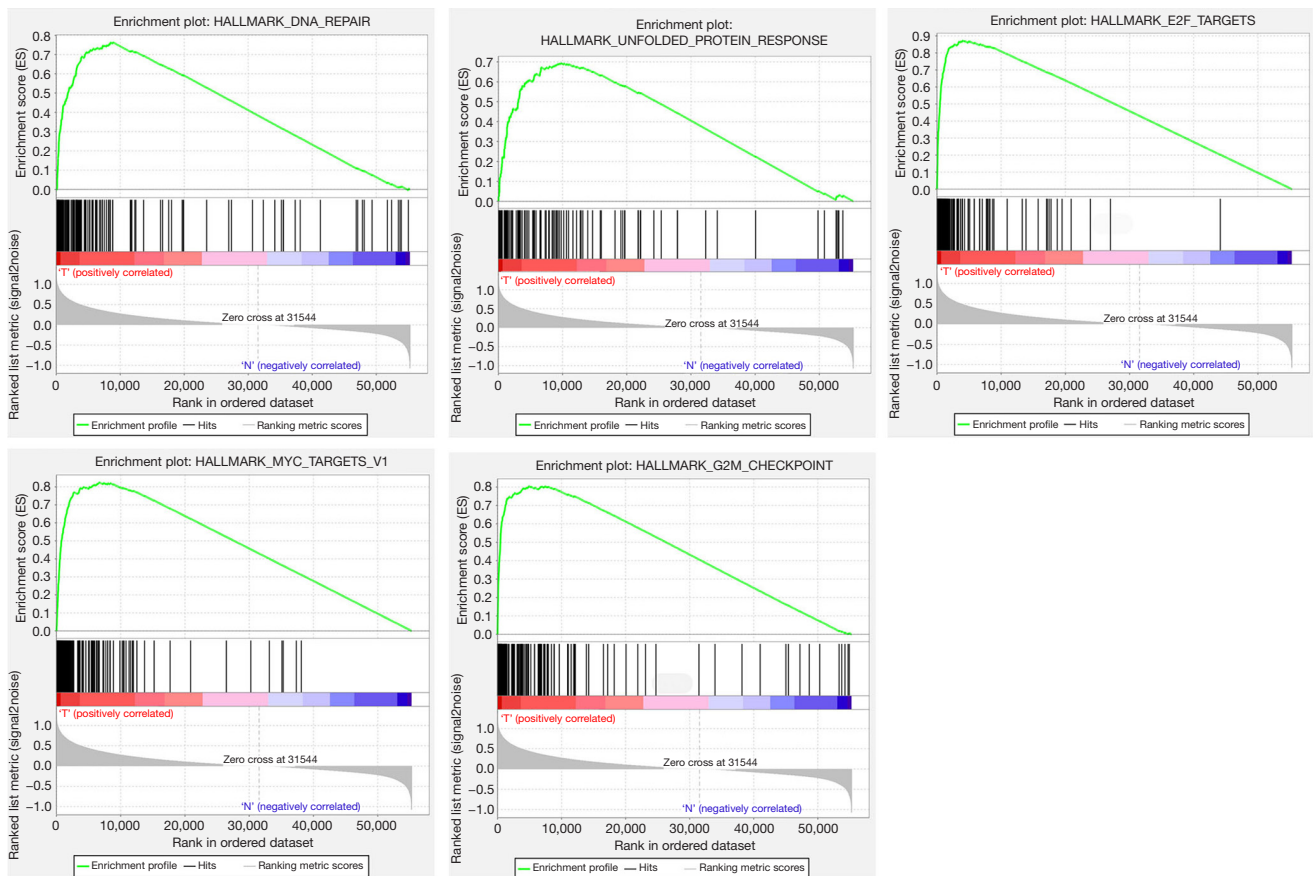 Enrichment plot: HALLMARK_DNA_REPAIR
Enrichment score (ES)
0.8
0.7
0.6
0.5
0.4
0.3
0.2
0.1
0.0
'T' (positively correlated)
Ranked list metric (signal2noise)
1.0
0.5
0.0
−0.5
−1.0
Zero cross at 31544
'N' (negatively correlated)
0 10,000 20,000 30,000 40,000 50,000
Rank in ordered dataset
Enrichment profile Hits Ranking metric scores
Enrichment plot:
HALLMARK_UNFOLDED_PROTEIN_RESPONSE
Enrichment score (ES)
0.7
0.6
0.5
0.4
0.3
0.2
0.1
0.0
'T' (positively correlated)
Ranked list metric (signal2noise)
1.0
0.5
0.0
−0.5
−1.0
Zero cross at 31544
'N' (negatively correlated)
0 10,000 20,000 30,000 40,000 50,000
Rank in ordered dataset
Enrichment profile Hits Ranking metric scores
Enrichment plot: HALLMARK_E2F_TARGETS
Enrichment score (ES)
0.9
0.8
0.7
0.6
0.5
0.4
0.3
0.2
0.1
0.0
'T' (positively correlated)
Ranked list metric (signal2noise)
1.0
0.5
0.0
−0.5
−1.0
Zero cross at 31544
'N' (negatively correlated)
0 10,000 20,000 30,000 40,000 50,000
Rank in ordered dataset
Enrichment profile Hits Ranking metric scores
Enrichment plot: HALLMARK_MYC_TARGETS_V1
Enrichment score (ES)
0.8
0.7
0.6
0.5
0.4
0.3
0.2
0.1
0.0
'T' (positively correlated)
Ranked list metric (signal2noise)
1.0
0.5
0.0
−0.5
−1.0
Zero cross at 31544
'N' (negatively correlated)
0 10,000 20,000 30,000 40,000 50,000
Rank in ordered dataset
Enrichment profile Hits Ranking metric scores
Enrichment plot: HALLMARK_G2M_CHECKPOINT
Enrichment score (ES)
0.8
0.7
0.6
0.5
0.4
0.3
0.2
0.1
0.0
'T' (positively correlated)
Ranked list metric (signal2noise)
1.0
0.5
0.0
−0.5
−1.0
Zero cross at 31544
'N' (negatively correlated)
0 10,000 20,000 30,000 40,000 50,000
Rank in ordered dataset
Enrichment profile Hits Ranking metric scores